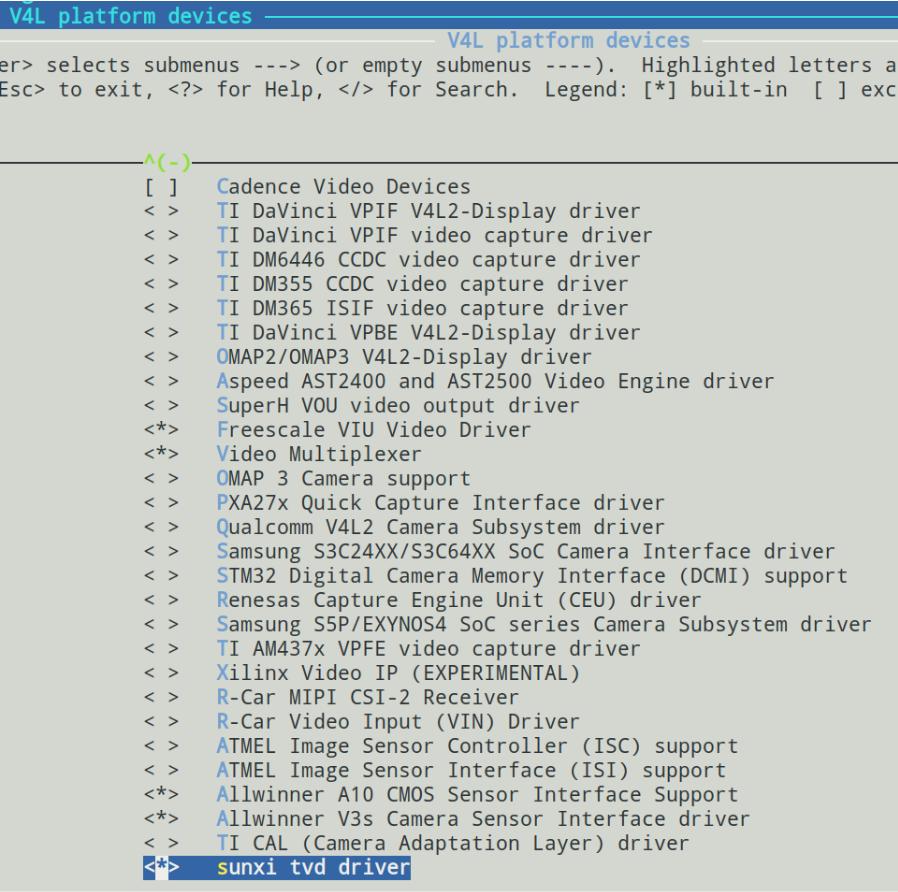 V4L platform devices
V4L platform devices
er> selects submenus ---> (or empty submenus ----). Highlighted letters a
Esc> to exit, <?> for Help, </> for Search. Legend: [*] built-in [ ] exc
^(-)
[ ] Cadence Video Devices
< > TI DaVinci VPIF V4L2-Display driver
< > TI DaVinci VPIF video capture driver
< > TI DM6446 CCDC video capture driver
< > TI DM355 CCDC video capture driver
< > TI DM365 ISIF video capture driver
< > TI DaVinci VPBE V4L2-Display driver
< > OMAP2/OMAP3 V4L2-Display driver
< > Aspeed AST2400 and AST2500 Video Engine driver
< > SuperH VOU video output driver
<*> Freescale VIU Video Driver
<*> Video Multiplexer
< > OMAP 3 Camera support
< > PXA27x Quick Capture Interface driver
< > Qualcomm V4L2 Camera Subsystem driver
< > Samsung S3C24XX/S3C64XX SoC Camera Interface driver
< > STM32 Digital Camera Memory Interface (DCMI) support
< > Renesas Capture Engine Unit (CEU) driver
< > Samsung S5P/EXYNOS4 SoC series Camera Subsystem driver
< > TI AM437x VPFE video capture driver
< > Xilinx Video IP (EXPERIMENTAL)
< > R-Car MIPI CSI-2 Receiver
< > R-Car Video Input (VIN) Driver
< > ATMEL Image Sensor Controller (ISC) support
< > ATMEL Image Sensor Interface (ISI) support
<*> Allwinner A10 CMOS Sensor Interface Support
<*> Allwinner V3s Camera Sensor Interface driver
< > TI CAL (Camera Adaptation Layer) driver
<*> sunxi tvd driver